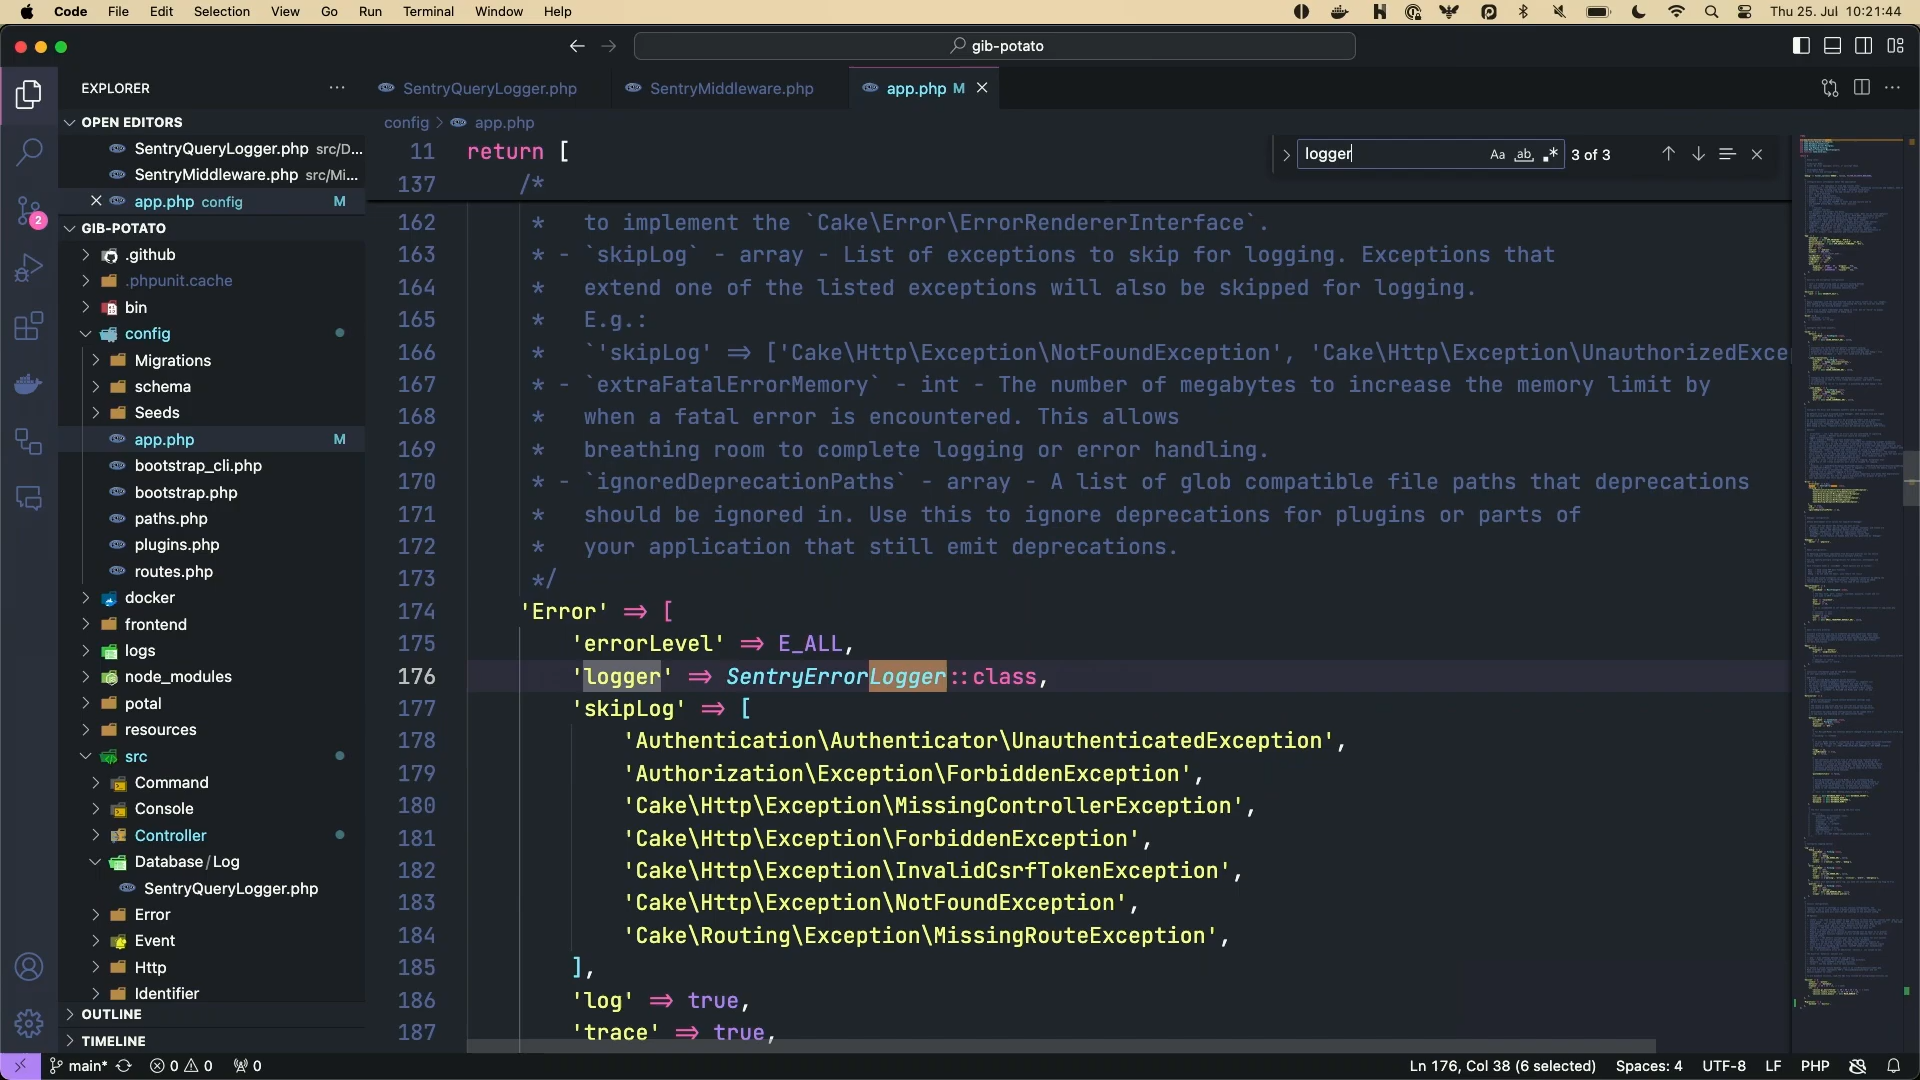 Code File Edit Selection View Go Run Terminal Window Help
Thu 25. Jul 10:21:44
gib-potato
EXPLORER
SentryQueryLogger.php
SentryMiddleware.php
app.php M
OPEN EDITORS
SentryQueryLogger.php src/D...
SentryMiddleware.php src/Mi...
app.php config M
GIB-POTATO
.github
.phpunit.cache
bin
config
Migrations
schema
Seeds
app.php M
bootstrap_cli.php
bootstrap.php
paths.php
plugins.php
routes.php
docker
frontend
logs
node_modules
potal
resources
src
Command
Console
Controller
Database/Log
SentryQueryLogger.php
Error
Event
Http
Identifier
OUTLINE
TIMELINE
2
config > app.php
logger
Aa ab .* 3 of 3
11 return [
137 /*
162 * to implement the `Cake\Error\ErrorRendererInterface`.
163 * - `skipLog` - array - List of exceptions to skip for logging. Exceptions that
164 * extend one of the listed exceptions will also be skipped for logging.
165 * E.g.:
166 * `'skipLog' => ['Cake\Http\Exception\NotFoundException', 'Cake\Http\Exception\UnauthorizedExce
167 * - `extraFatalErrorMemory` - int - The number of megabytes to increase the memory limit by
168 * when a fatal error is encountered. This allows
169 * breathing room to complete logging or error handling.
170 * - `ignoredDeprecationPaths` - array - A list of glob compatible file paths that deprecations
171 * should be ignored in. Use this to ignore deprecations for plugins or parts of
172 * your application that still emit deprecations.
173 */
174 'Error' => [
175 'errorLevel' => E_ALL,
176 'logger' => SentryErrorLogger::class,
177 'skipLog' => [
178 'Authentication\Authenticator\UnauthenticatedException',
179 'Authorization\Exception\ForbiddenException',
180 'Cake\Http\Exception\MissingControllerException',
181 'Cake\Http\Exception\ForbiddenException',
182 'Cake\Http\Exception\InvalidCsrfTokenException',
183 'Cake\Http\Exception\NotFoundException',
184 'Cake\Routing\Exception\MissingRouteException',
185 ],
186 'log' => true,
187 'trace' => true,
main* 0 0 0
Ln 176, Col 38 (6 selected) Spaces: 4 UTF-8 LF PHP